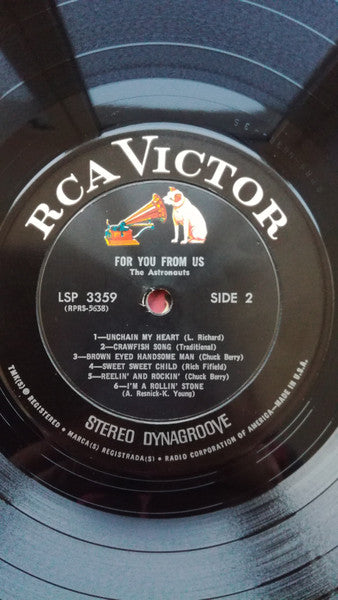 RCA VICTOR
FOR YOU FROM US
The Astronauts
LSP 3359
(RPRS-5638)
SIDE 2
1—UNCHAIN MY HEART (L. Richard)
2—CRAWFISH SONG (Traditional)
3—BROWN EYED HANDSOME MAN (Chuck Berry)
4—SWEET SWEET CHILD (Rich Fifield)
5—REELIN' AND ROCKIN' (Chuck Berry)
6—I'M A ROLLIN' STONE
(A. Resnick-K. Young)
STEREO DYNAGROOVE
TMK(S) ® REGISTERED • MARCA(S) REGISTRADA(S) • RADIO CORPORATION OF AMERICA—MADE IN U.S.A.